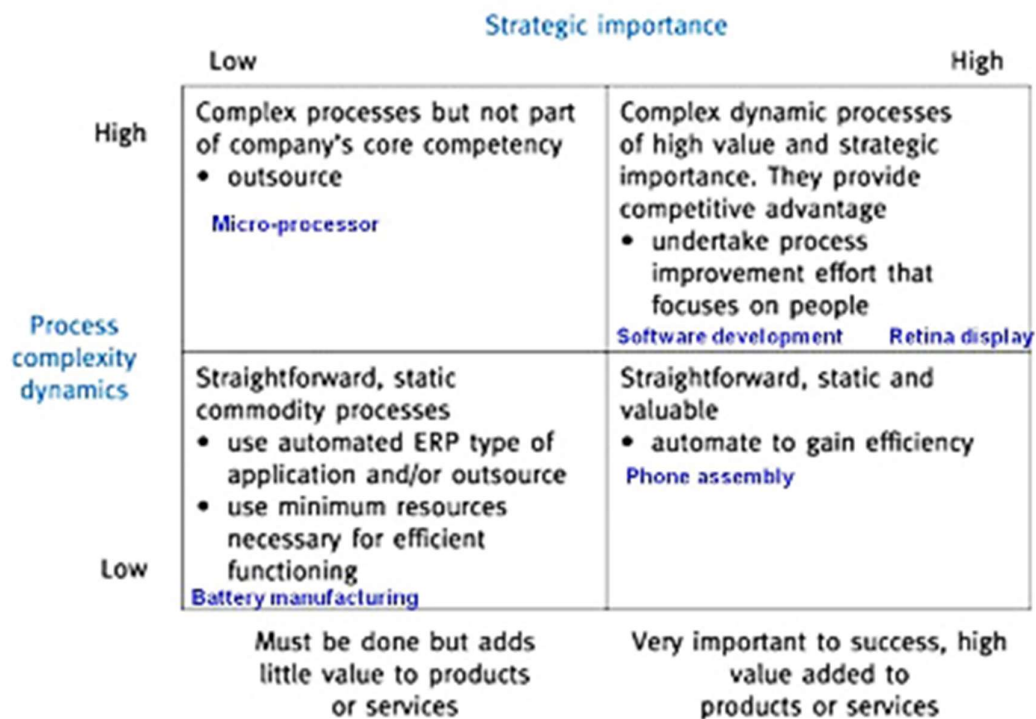 Strategic importance
Low
High
High
Complex processes but not part
of company's core competency
• outsource
Micro-processor
Complex dynamic processes
of high value and strategic
importance. They provide
competitive advantage
• undertake process
improvement effort that
focuses on people
Software development
Retina display
Process
complexity
dynamics
Straightforward, static
commodity processes
• use automated ERP type of
application and/or outsource
• use minimum resources
necessary for efficient
functioning
Battery manufacturing
Straightforward, static and
valuable
• automate to gain efficiency
Phone assembly
Low
Must be done but adds
little value to products
or services
Very important to success, high
value added to
products or services